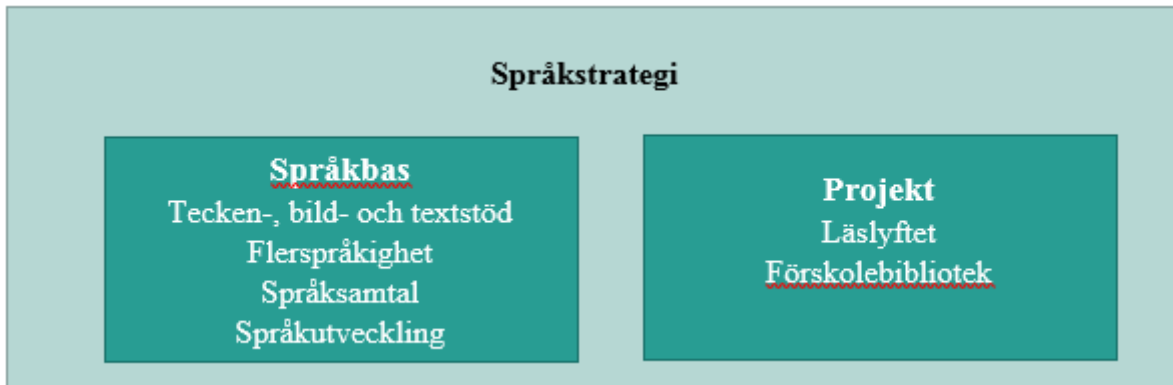 Språkstrategi
Språkbas
Tecken-, bild- och textstöd
Flerspråkighet
Språksamtal
Språkutveckling
Projekt
Läslyftet
Förskolebibliotek